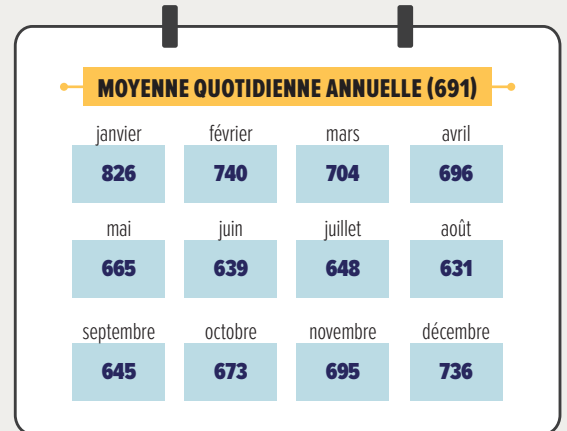 MOYENNE QUOTIDIENNE ANNUELLE (691)
janvier février mars avril
826 740 704 696
mai juin juillet août
665 639 648 631
septembre octobre novembre décembre
645 673 695 736